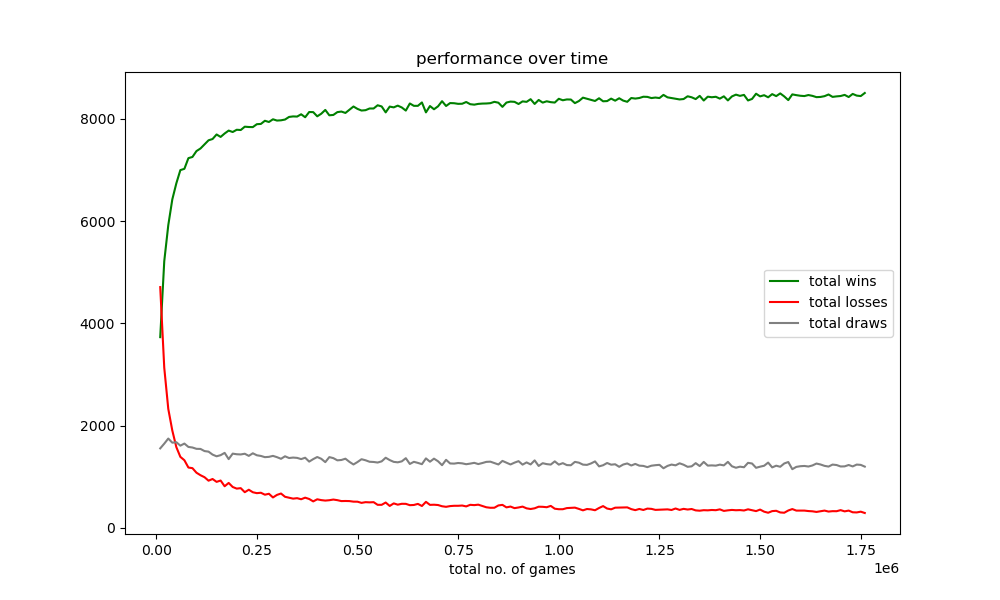 performance over time
8000
6000
4000
2000
0
total wins
total losses
total draws
0.00 0.25 0.50 0.75 1.00 1.25 1.50 1.75
1e6
total no. of games